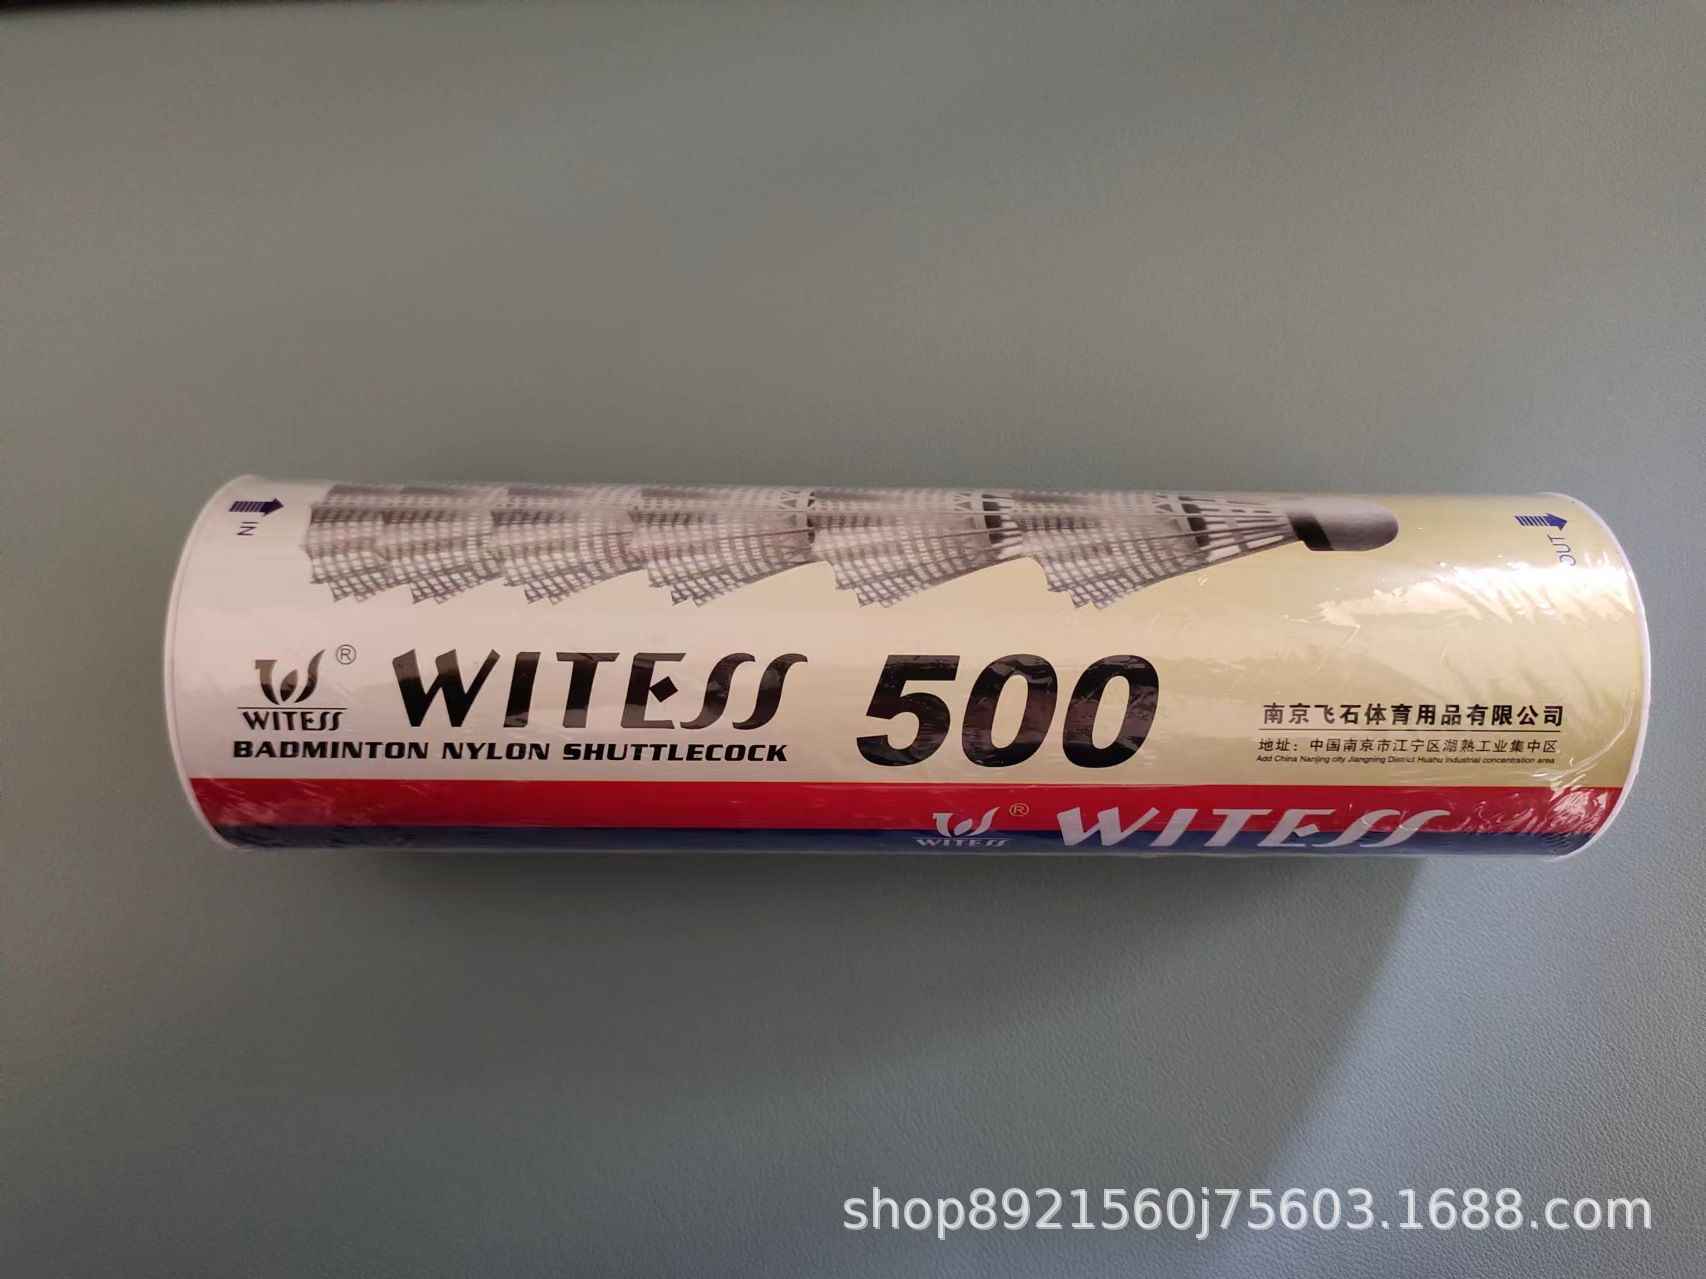 IN
OUT
®
WITESS
WITESS 500
BADMINTON NYLON SHUTTLECOCK
南京飞石体育用品有限公司
地址：中国南京市江宁区湖熟工业集中区
Add China Nanjing city Jiangning District Hushu Industrial concentration area
®
WITESS
WITESS
shop8921560j75603.1688.com